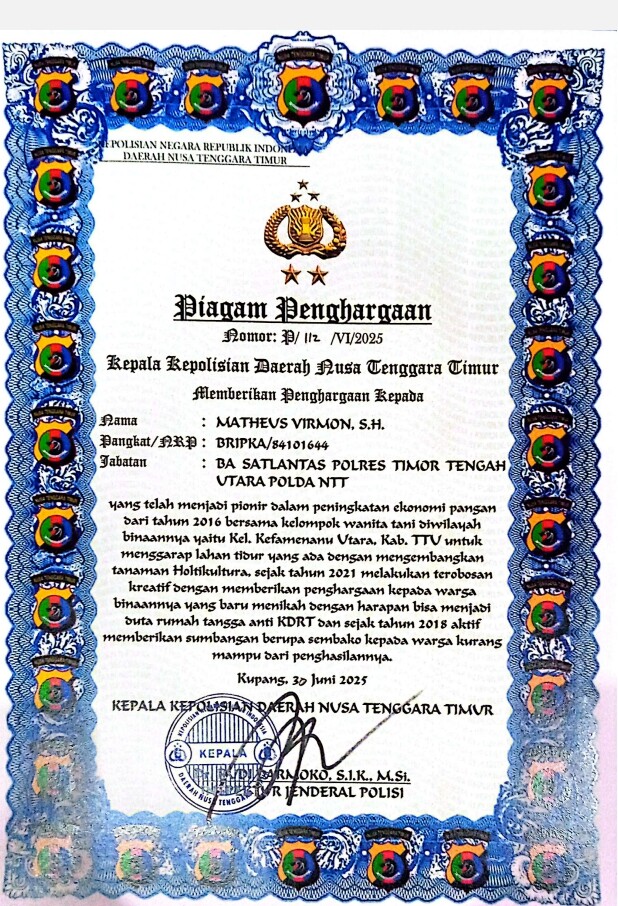 KEPOLISIAN NEGARA REPUBLIK INDONESIA
DAERAH NUSA TENGGARA TIMUR
Piagam Penghargaan
Nomor: P/ 112 /VI/2025
Kepala Kepolisian Daerah Nusa Tenggara Timur
Memberikan Penghargaan Kepada
Nama : MATHEUS VIRMON, S.H.
Pangkat/NRP : BRIPKA/84101644
Jabatan : BA SATLANTAS POLRES TIMOR TENGAH
UTARA POLDA NTT
yang telah menjadi pionir dalam peningkatan ekonomi pangan
dari tahun 2016 bersama kelompok wanita tani diwilayah
binaannya yaitu Kel. Kefamenanu Utara, Kab. TTU untuk
menggarap lahan tidur yang ada dengan mengembangkan
tanaman Holtikultura, sejak tahun 2021 melakukan terobosan
kreatif dengan memberikan penghargaan kepada warga
binaannya yang baru menikah dengan harapan bisa menjadi
duta rumah tangga anti KDRT dan sejak tahun 2018 aktif
memberikan sumbangan berupa sembako kepada warga kurang
mampu dari penghasilannya.
Kupang, 30 Juni 2025
KEPALA KEPOLISIAN DAERAH NUSA TENGGARA TIMUR
KEPALA
DARMOKO, S.I.K., M.Si.
JENDERAL POLISI